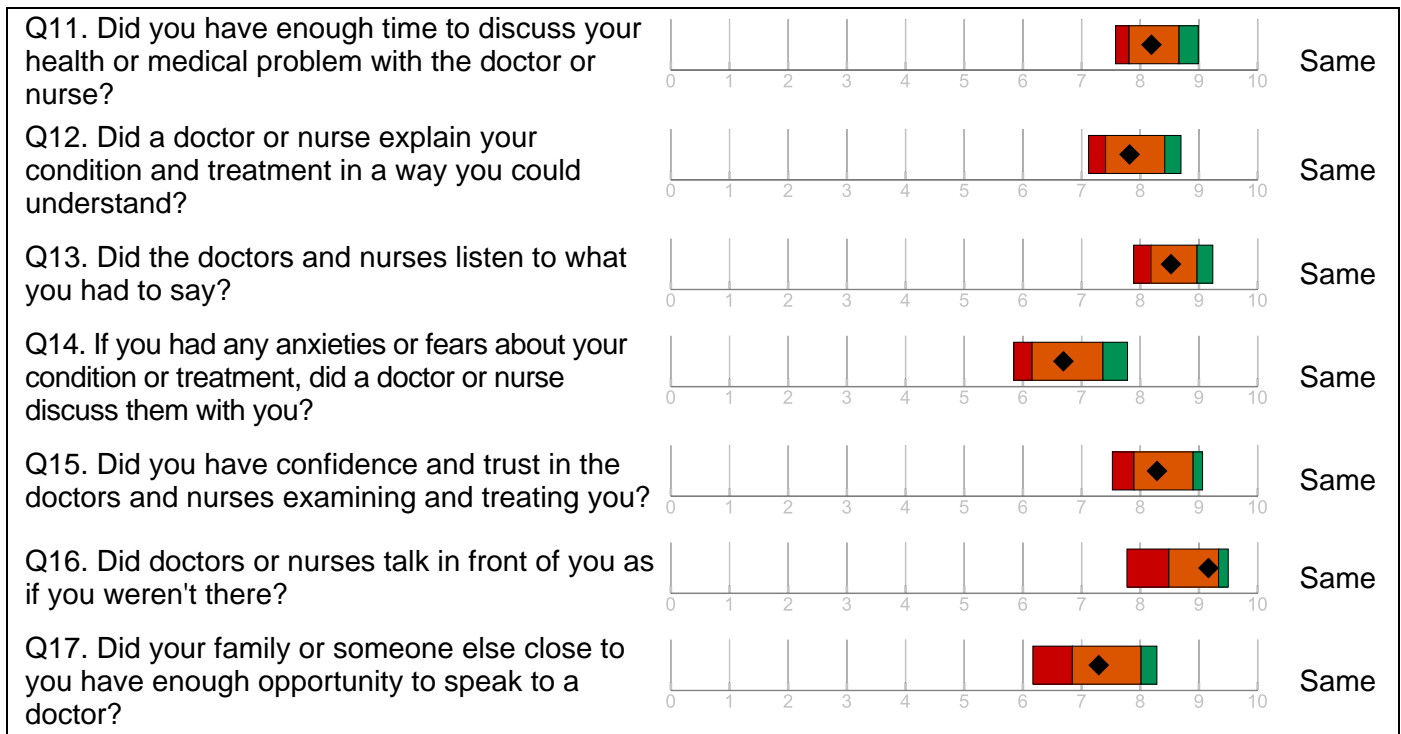 Q11. Did you have enough time to discuss your
health or medical problem with the doctor or
nurse?
0 1 2 3 4 5 6 7 8 9 10
Same
Q12. Did a doctor or nurse explain your
condition and treatment in a way you could
understand?
0 1 2 3 4 5 6 7 8 9 10
Same
Q13. Did the doctors and nurses listen to what
you had to say?
0 1 2 3 4 5 6 7 8 9 10
Same
Q14. If you had any anxieties or fears about your
condition or treatment, did a doctor or nurse
discuss them with you?
0 1 2 3 4 5 6 7 8 9 10
Same
Q15. Did you have confidence and trust in the
doctors and nurses examining and treating you?
0 1 2 3 4 5 6 7 8 9 10
Same
Q16. Did doctors or nurses talk in front of you as
if you weren't there?
0 1 2 3 4 5 6 7 8 9 10
Same
Q17. Did your family or someone else close to
you have enough opportunity to speak to a
doctor?
0 1 2 3 4 5 6 7 8 9 10
Same